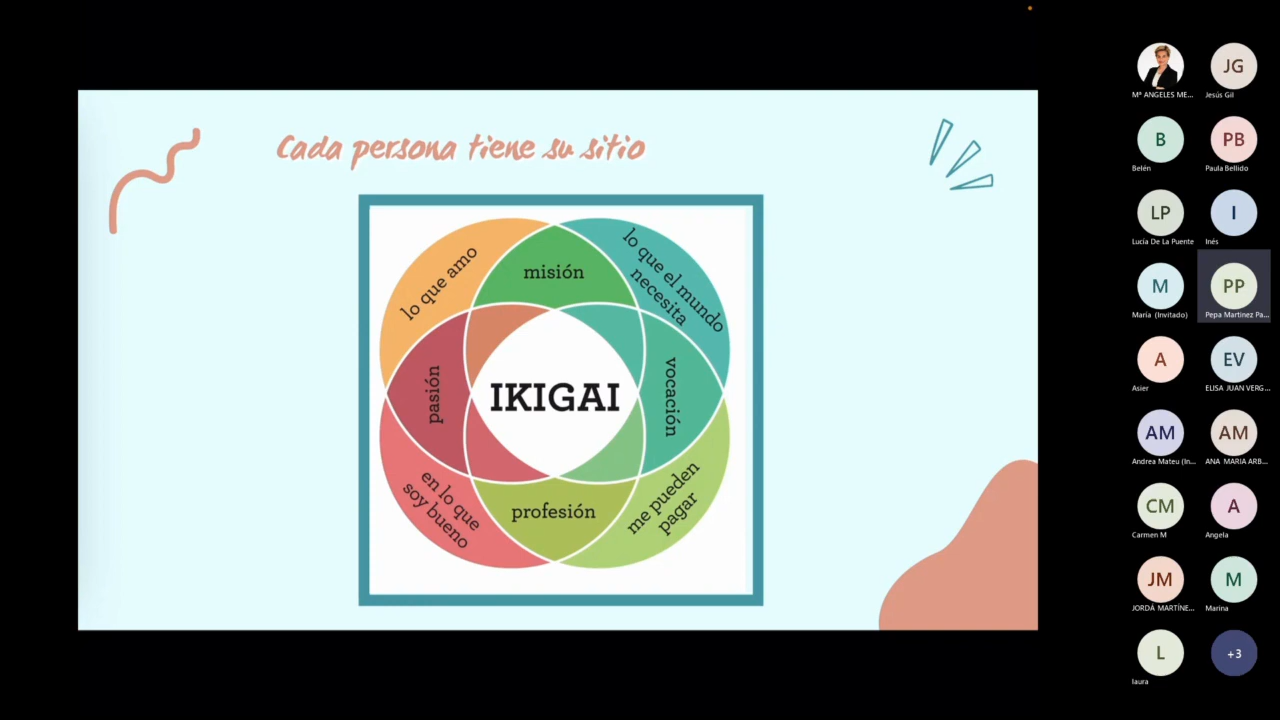 Cada persona tiene su sitio
lo que amo
misión
lo que el mundo
necesita
pasión
IKIGAI
vocación
en lo que
soy bueno
profesión
me pueden
pagar
Mª ANGELES ME...
JG
Jesús Gil
B
Belén
PB
Paula Bellido
LP
Lucía De La Puente
I
Inés
M
María (Invitado)
PP
Pepa Martinez Pa...
A
Asier
EV
ELISA JUAN VERG...
AM
Andrea Mateu (In...
AM
ANA MARIA ARB...
CM
Carmen M
A
Angela
JM
JORDÁ MARTÍNE...
M
Marina
L
laura
+3